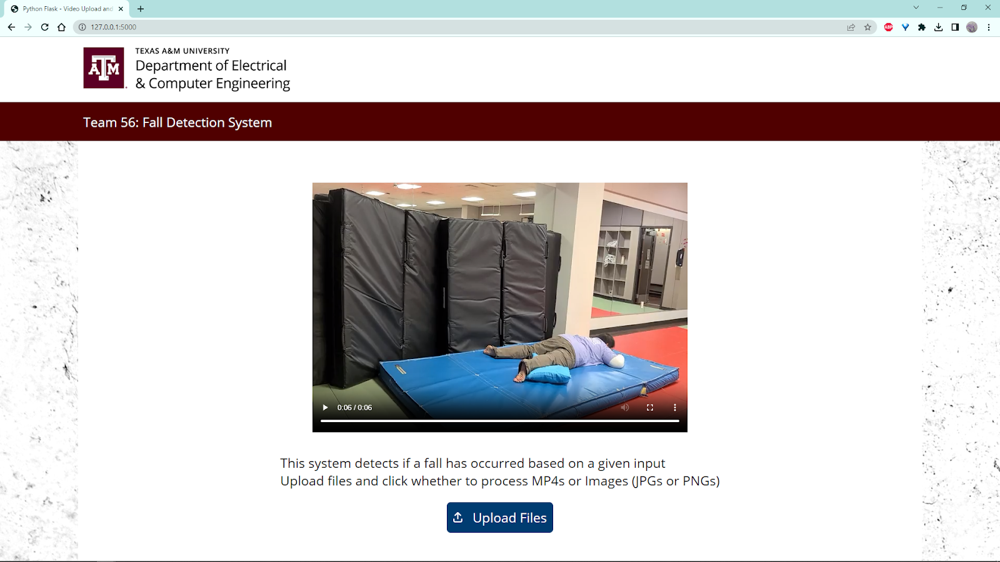 Python Flask - Video Upload and
127.0.0.1:5000
ABP
TEXAS A&M UNIVERSITY
Department of Electrical
& Computer Engineering
ATM
Team 56: Fall Detection System
0:06 / 0:06
This system detects if a fall has occurred based on a given input
Upload files and click whether to process MP4s or Images (JPGs or PNGs)
Upload Files